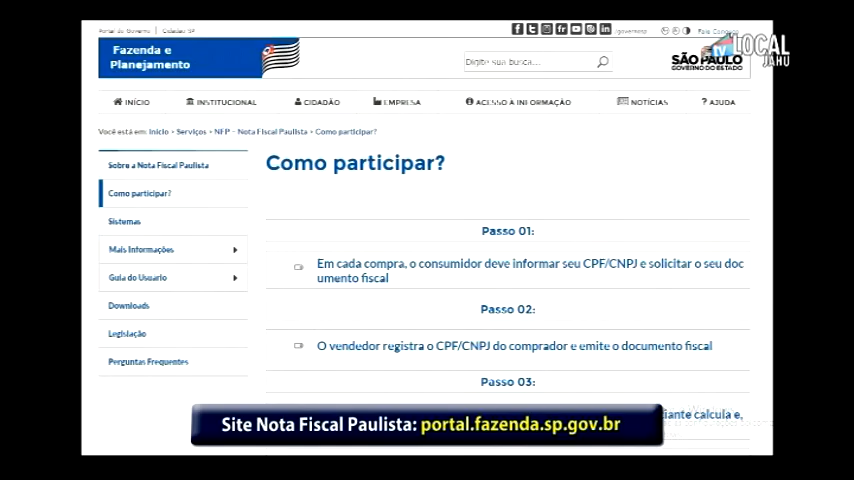 Portal do Governo | Cidadão SP
/governosp
Fale Conosco
Fazenda e
Planejamento
Digite sua busca...
SÃO PAULO
GOVERNO DO ESTADO
tv LOCAL
JAHU
INÍCIO
INSTITUCIONAL
CIDADÃO
EMPRESA
ACESSO À INFORMAÇÃO
NOTÍCIAS
? AJUDA
Você está em: Início • Serviços • NFP - Nota Fiscal Paulista • Como participar?
Sobre a Nota Fiscal Paulista
Como participar?
Sistemas
Mais Informações
Guia do Usuário
Downloads
Legislação
Perguntas Frequentes
Como participar?
Passo 01:
Em cada compra, o consumidor deve informar seu CPF/CNPJ e solicitar o seu doc
umento fiscal
Passo 02:
O vendedor registra o CPF/CNPJ do comprador e emite o documento fiscal
Passo 03:
calcula e,
Site Nota Fiscal Paulista: portal.fazenda.sp.gov.br